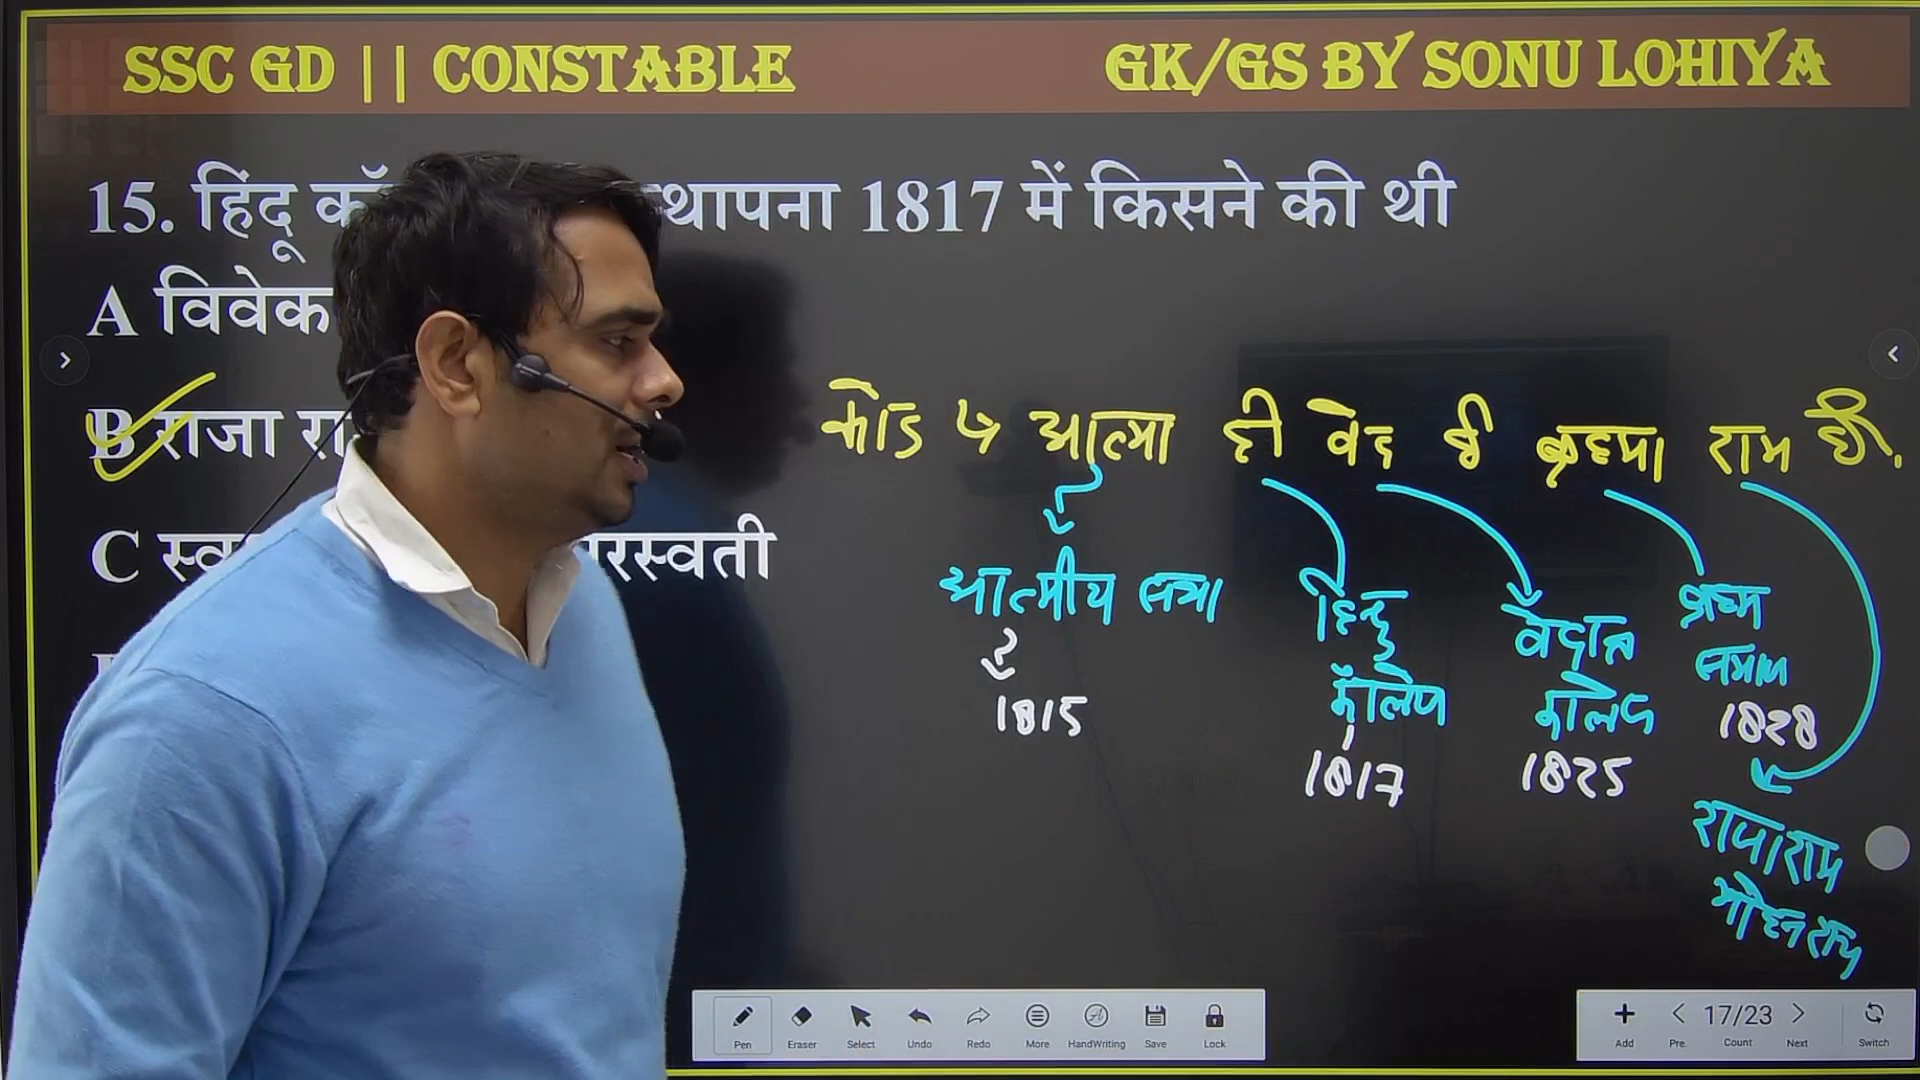 SSC GD || CONSTABLE
GK/GS BY SONU LOHIYA
15. हिंदू कॉ थापना 1817 में किसने की थी
A विवेक
B राजा रा
C स्व रस्वती
आत्मा ही वेद है ब्रह्मा राम है.
आत्मीय सभा
1815
हिन्दू
कॉलेज
1817
वेदान्त
कॉलेज
1825
ब्रह्म
समाज
1828
राजा राम
मोहन राय
Pen Eraser Select Undo Redo More HandWriting Save Lock
17/23
Add Pre. Count Next Switch